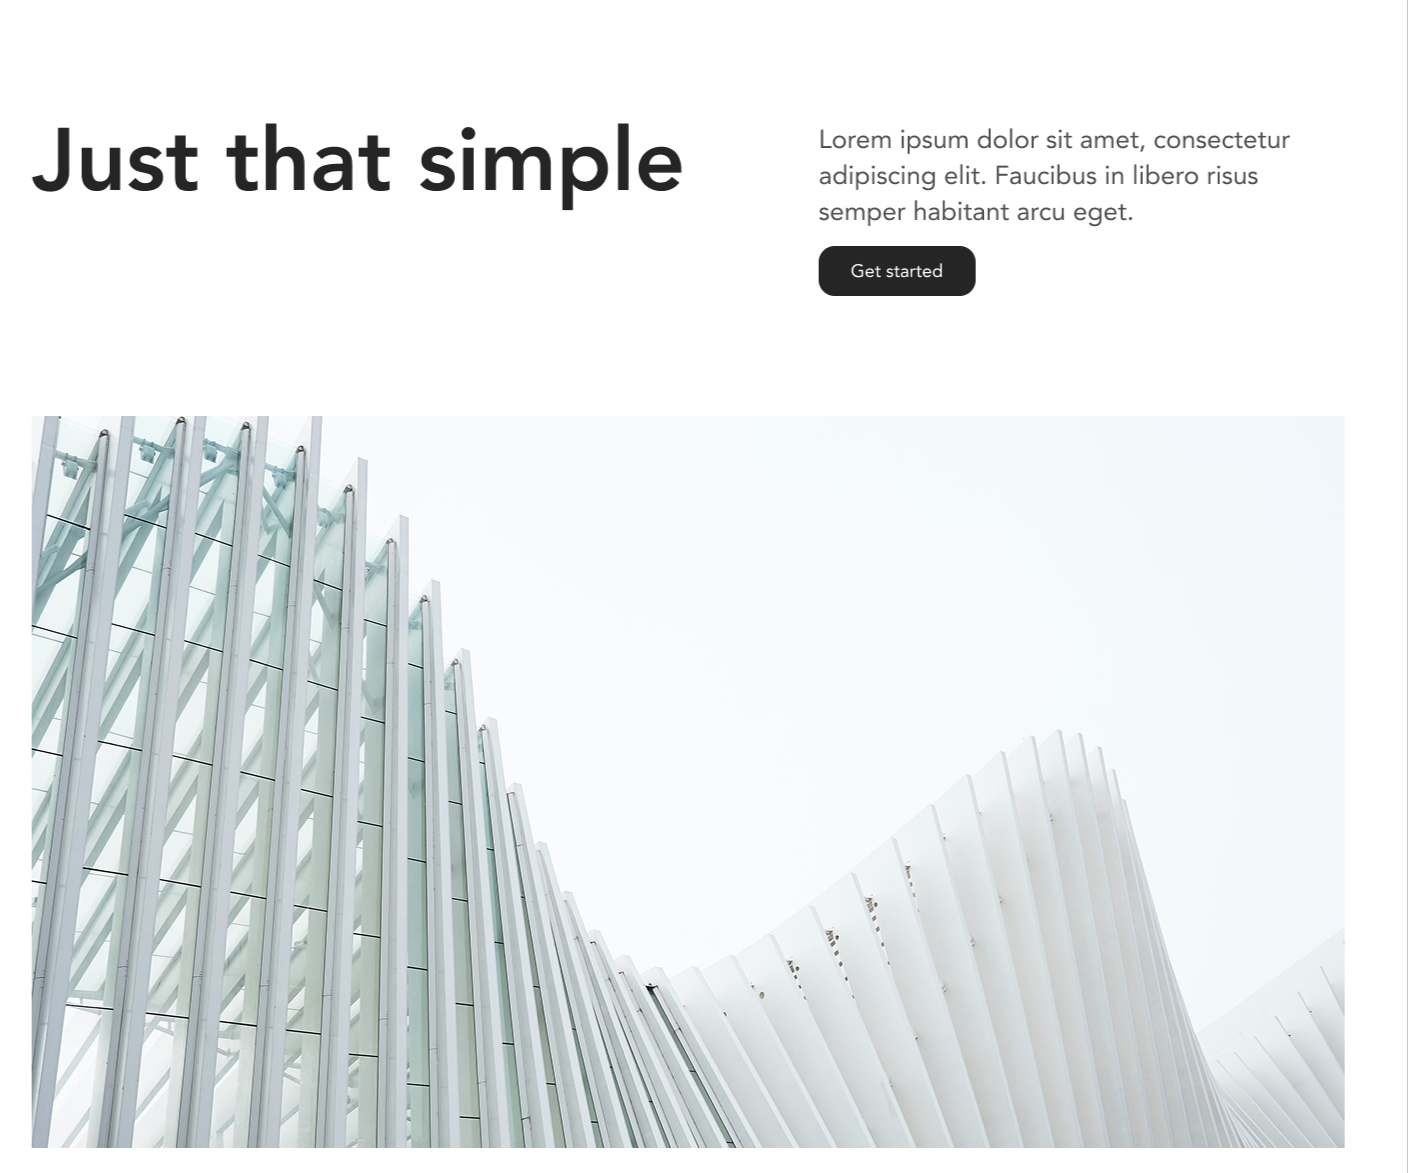 Just that simple
Lorem ipsum dolor sit amet, consectetur
adipiscing elit. Faucibus in libero risus
semper habitant arcu eget.
Get started